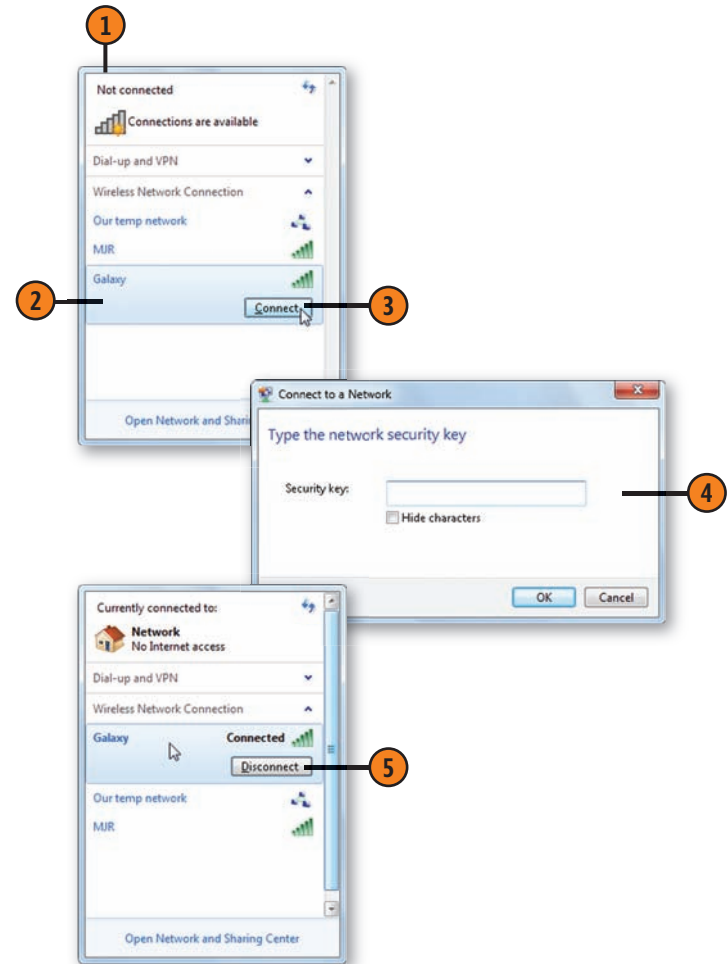 1
Not connected
Connections are available
Dial-up and VPN
Wireless Network Connection
Our temp network
MJR
Galaxy
2
Connect
3
Open Network and Shari
Connect to a Network
Type the network security key
Security key:
4
Hide characters
OK Cancel
Currently connected to:
Network
No Internet access
Dial-up and VPN
Wireless Network Connection
Galaxy Connected
Disconnect
5
Our temp network
MJR
Open Network and Sharing Center